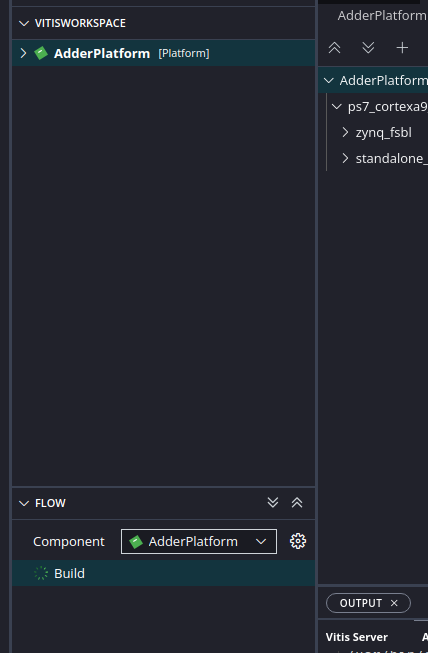 VITISWORKSPACE
AdderPlatform [Platform]
FLOW
Component AdderPlatform
Build
AdderPlatform
AdderPlatform
ps7_cortexa9
zynq_fsbl
standalone_
OUTPUT
Vitis Server